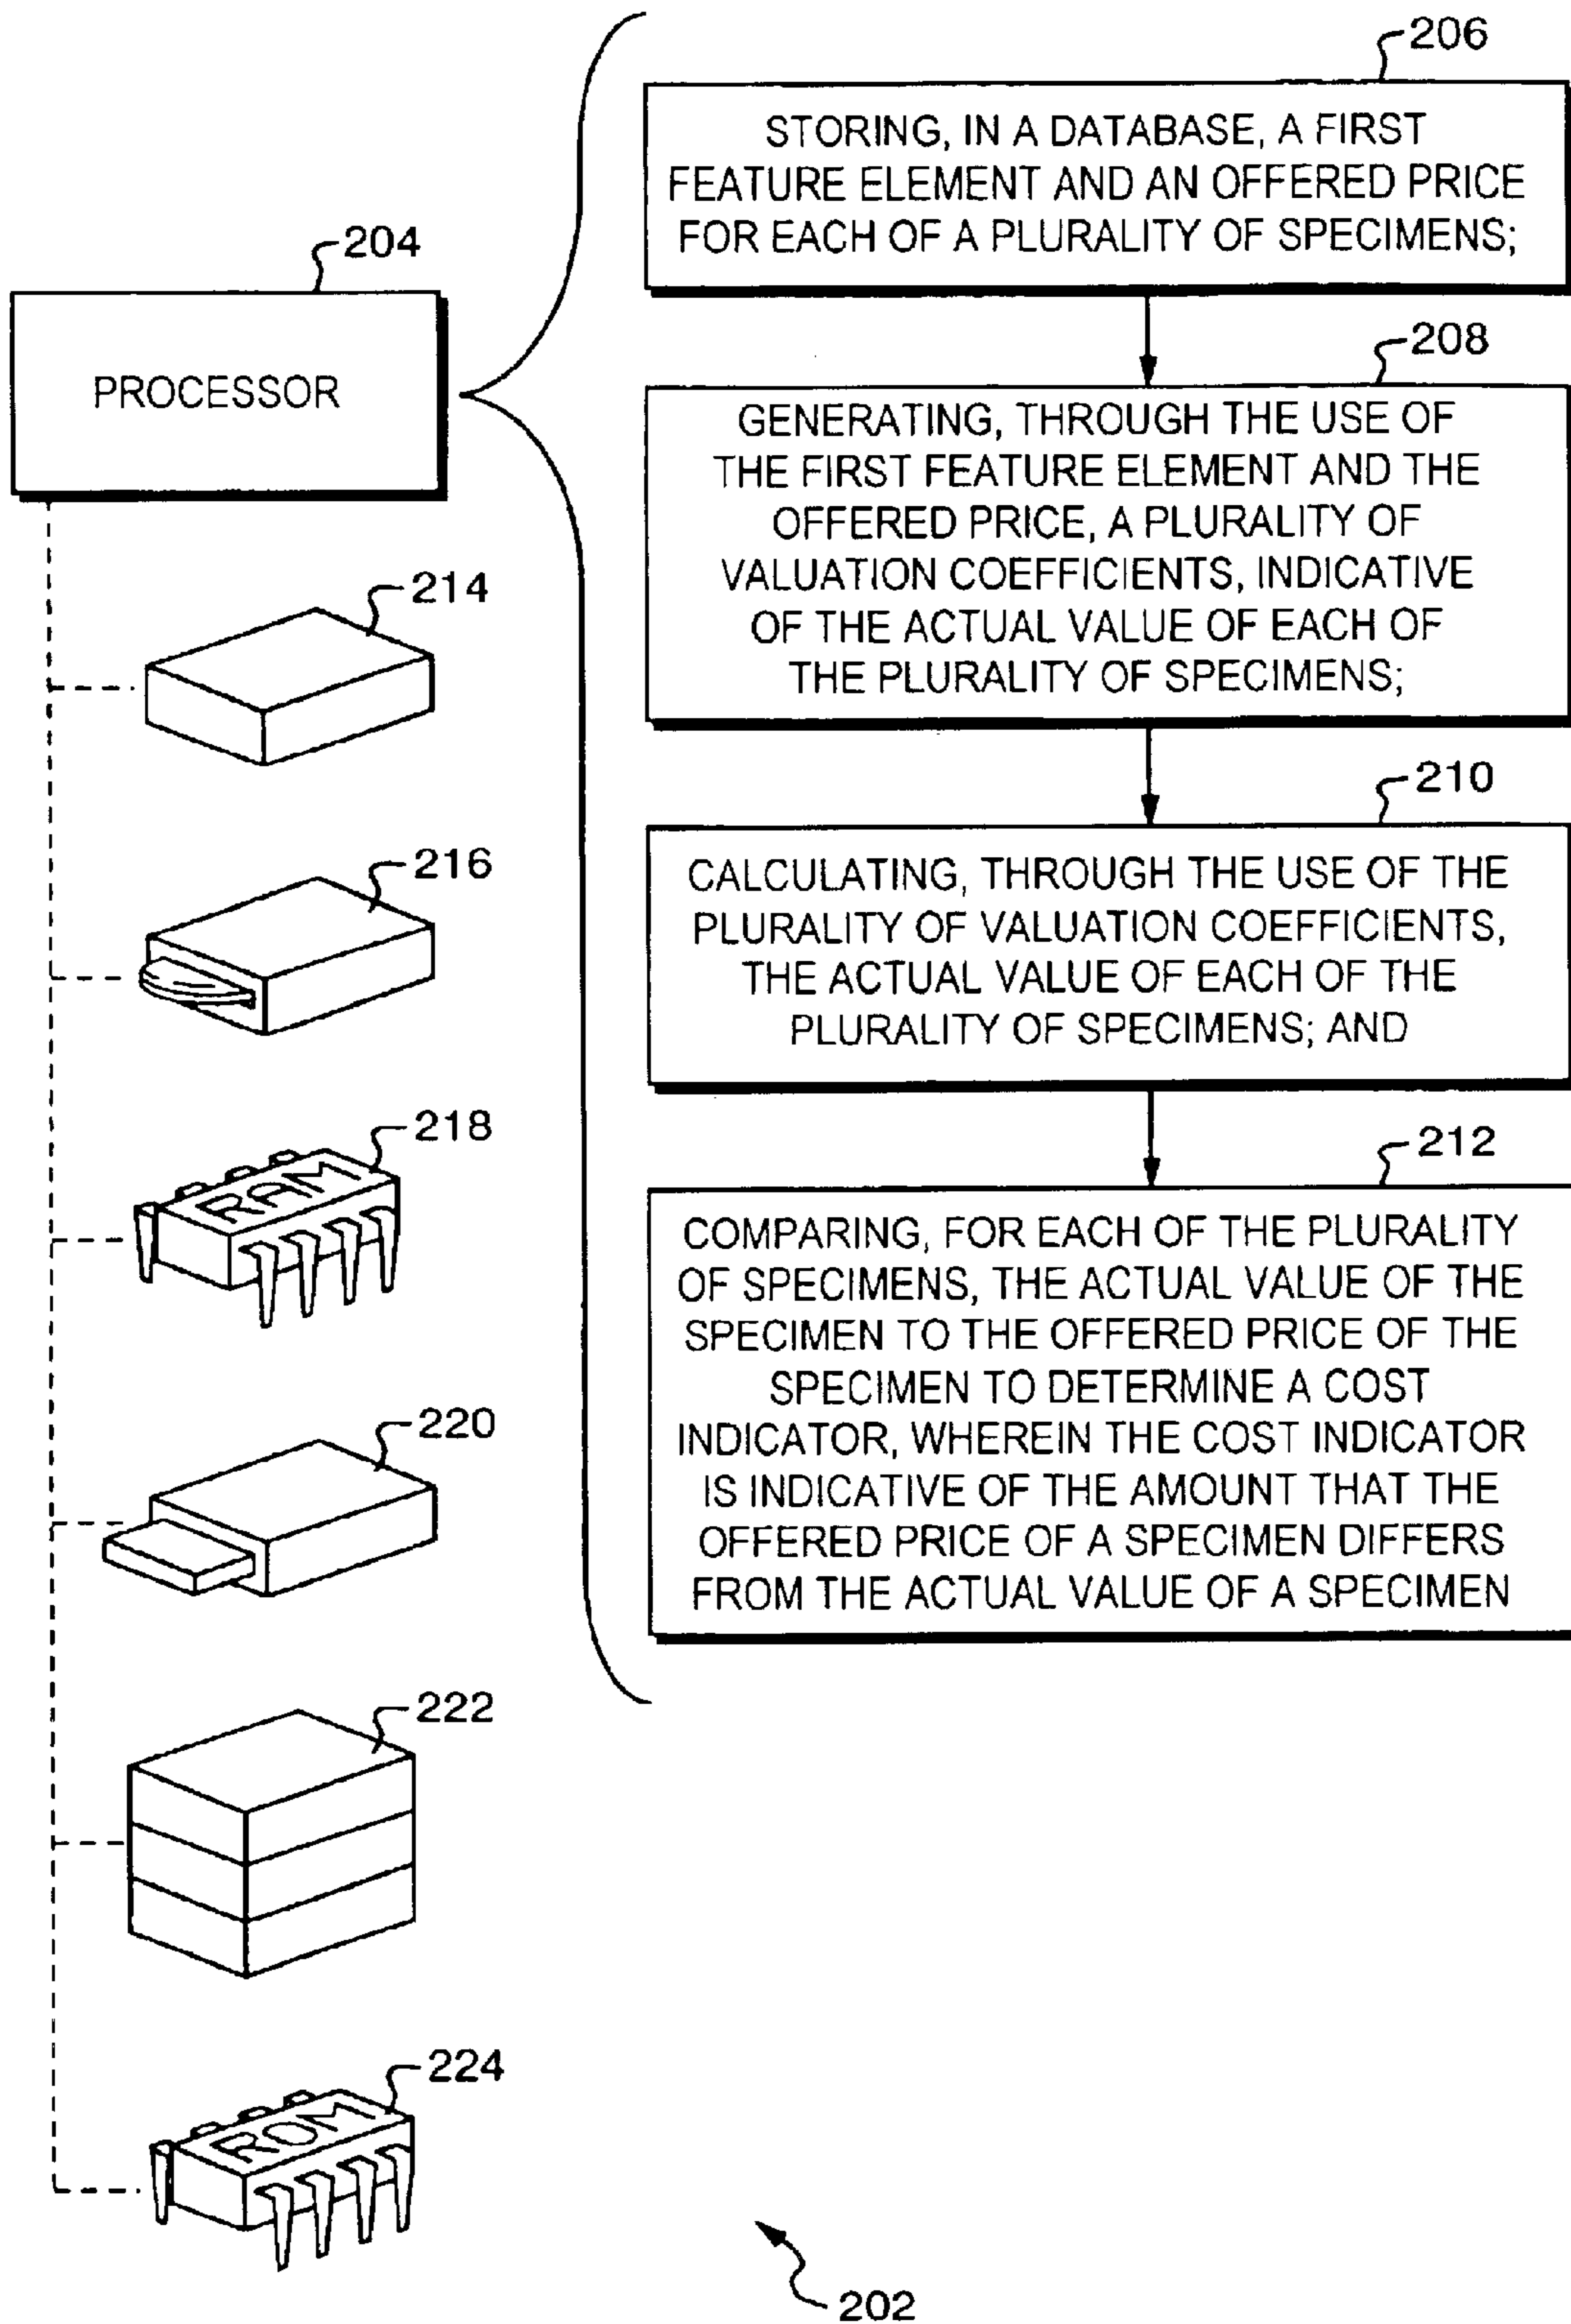 206
STORING, IN A DATABASE, A FIRST
FEATURE ELEMENT AND AN OFFERED PRICE
FOR EACH OF A PLURALITY OF SPECIMENS;
204
PROCESSOR
208
GENERATING, THROUGH THE USE OF
THE FIRST FEATURE ELEMENT AND THE
OFFERED PRICE, A PLURALITY OF
VALUATION COEFFICIENTS, INDICATIVE
OF THE ACTUAL VALUE OF EACH OF
THE PLURALITY OF SPECIMENS;
214
210
CALCULATING, THROUGH THE USE OF THE
PLURALITY OF VALUATION COEFFICIENTS,
THE ACTUAL VALUE OF EACH OF THE
PLURALITY OF SPECIMENS; AND
216
218
RAM
212
COMPARING, FOR EACH OF THE PLURALITY
OF SPECIMENS, THE ACTUAL VALUE OF THE
SPECIMEN TO THE OFFERED PRICE OF THE
SPECIMEN TO DETERMINE A COST
INDICATOR, WHEREIN THE COST INDICATOR
IS INDICATIVE OF THE AMOUNT THAT THE
OFFERED PRICE OF A SPECIMEN DIFFERS
FROM THE ACTUAL VALUE OF A SPECIMEN
220
222
224
ROM
202